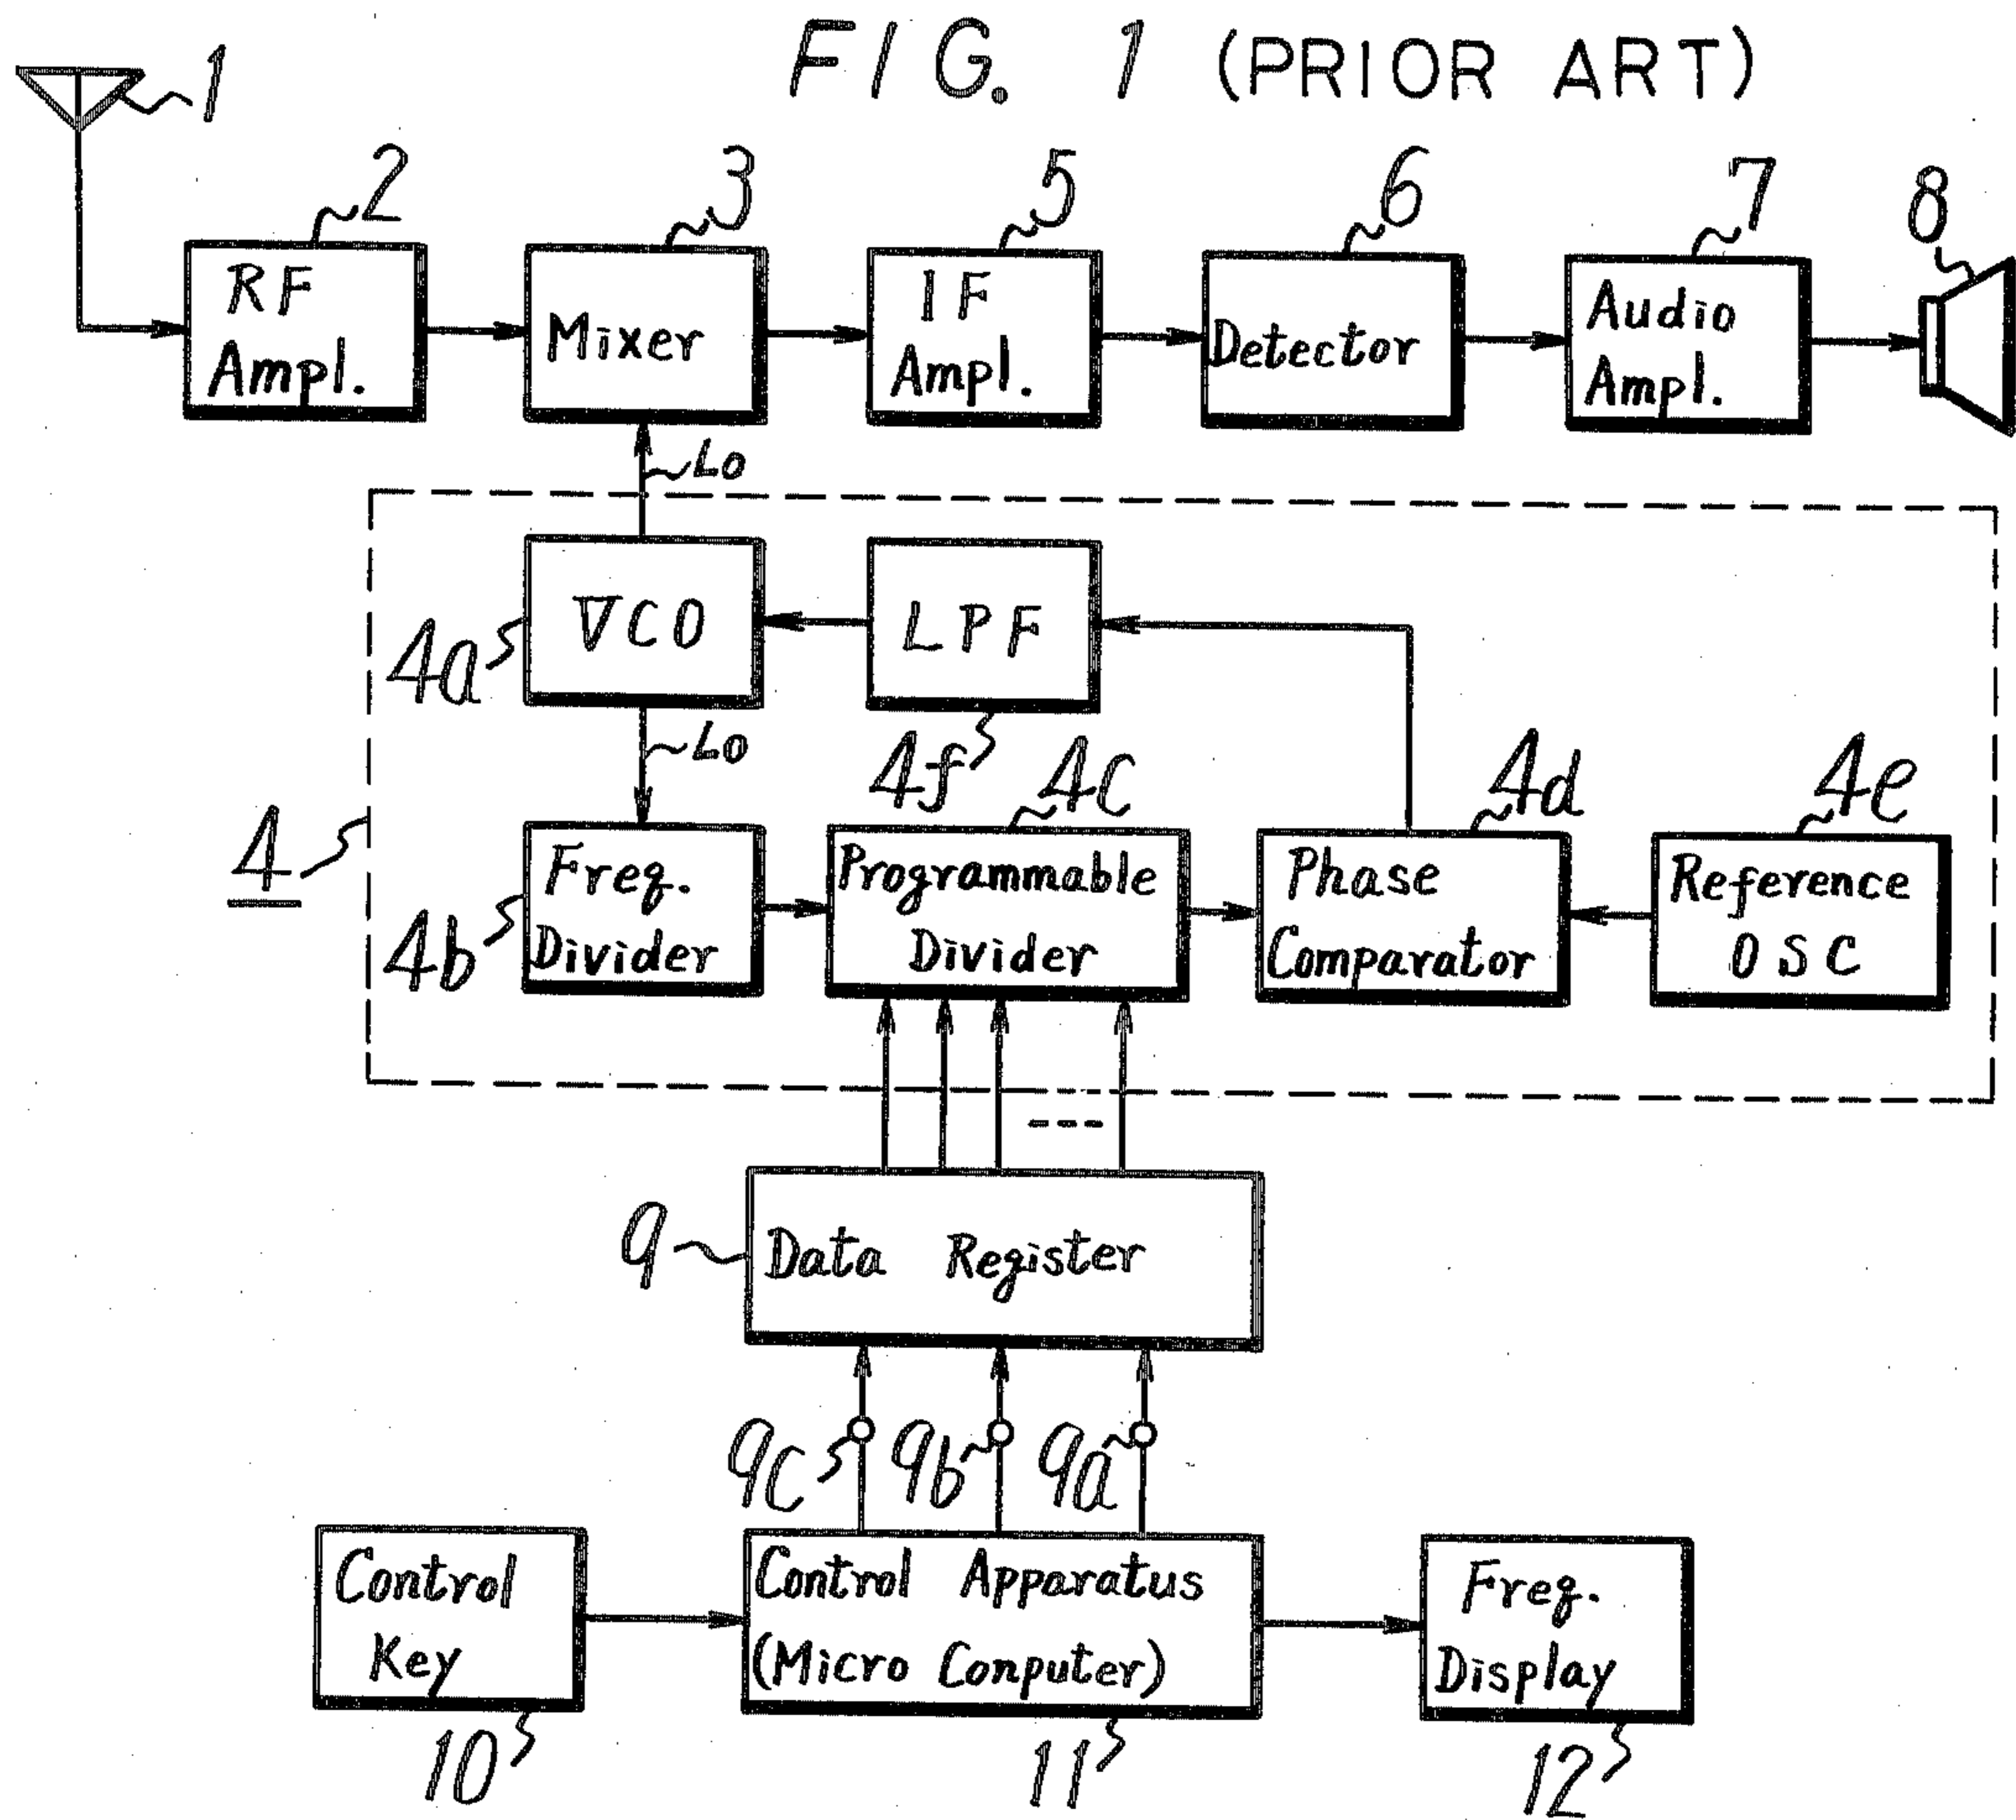 FIG. 1 (PRIOR ART)
1
2
3
5
6
7
8
RF
Ampl.
Mixer
IF
Ampl.
Detector
Audio
Ampl.
Lo
VCO
LPF
4a
Lo
4f
4c
4d
4e
4
Freq.
Divider
4b
Programmable
Divider
Phase
Comparator
Reference
OSC
9
Data Register
9c
9b
9a
Control
Key
Control Apparatus
(Micro Conputer)
Freq.
Display
10
11
12